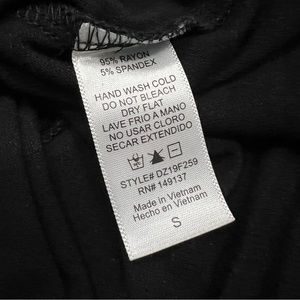 95% RAYON
5% SPANDEX
HAND WASH COLD
DO NOT BLEACH
DRY FLAT
LAVE FRIO A MANO
NO USAR CLORO
SECAR EXTENDIDO
STYLE# DZ19F259
RN# 149137
Made in Vietnam
Hecho en Vietnam
S